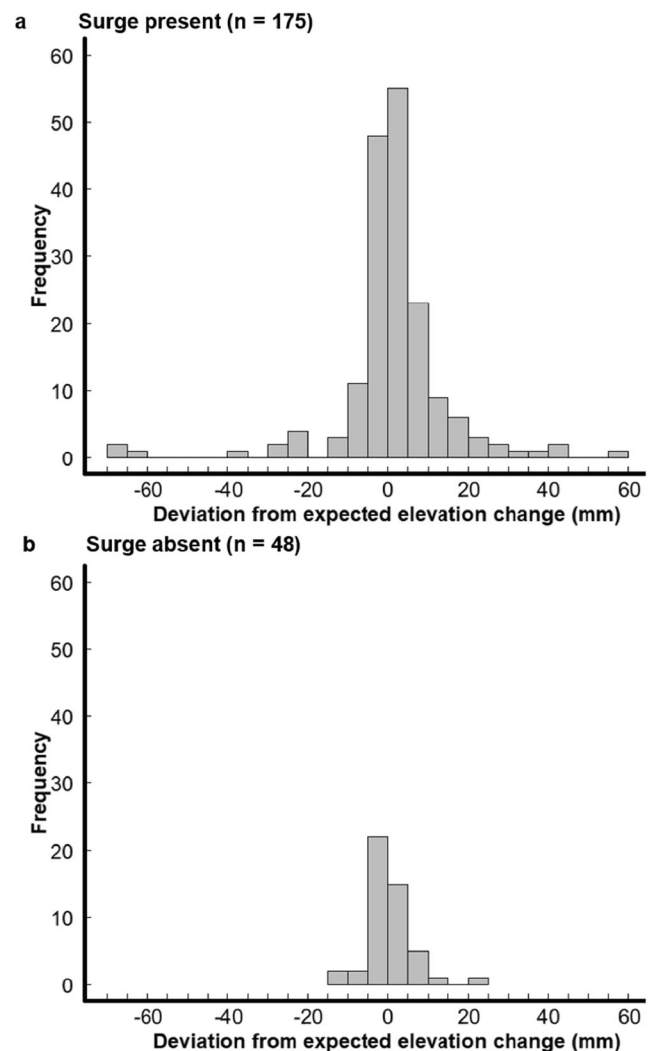 a Surge present (n = 175)
60
50
40
30
20
10
0
Frequency
-60 -40 -20 0 20 40 60
Deviation from expected elevation change (mm)
b Surge absent (n = 48)
60
50
40
30
20
10
0
Frequency
-60 -40 -20 0 20 40 60
Deviation from expected elevation change (mm)